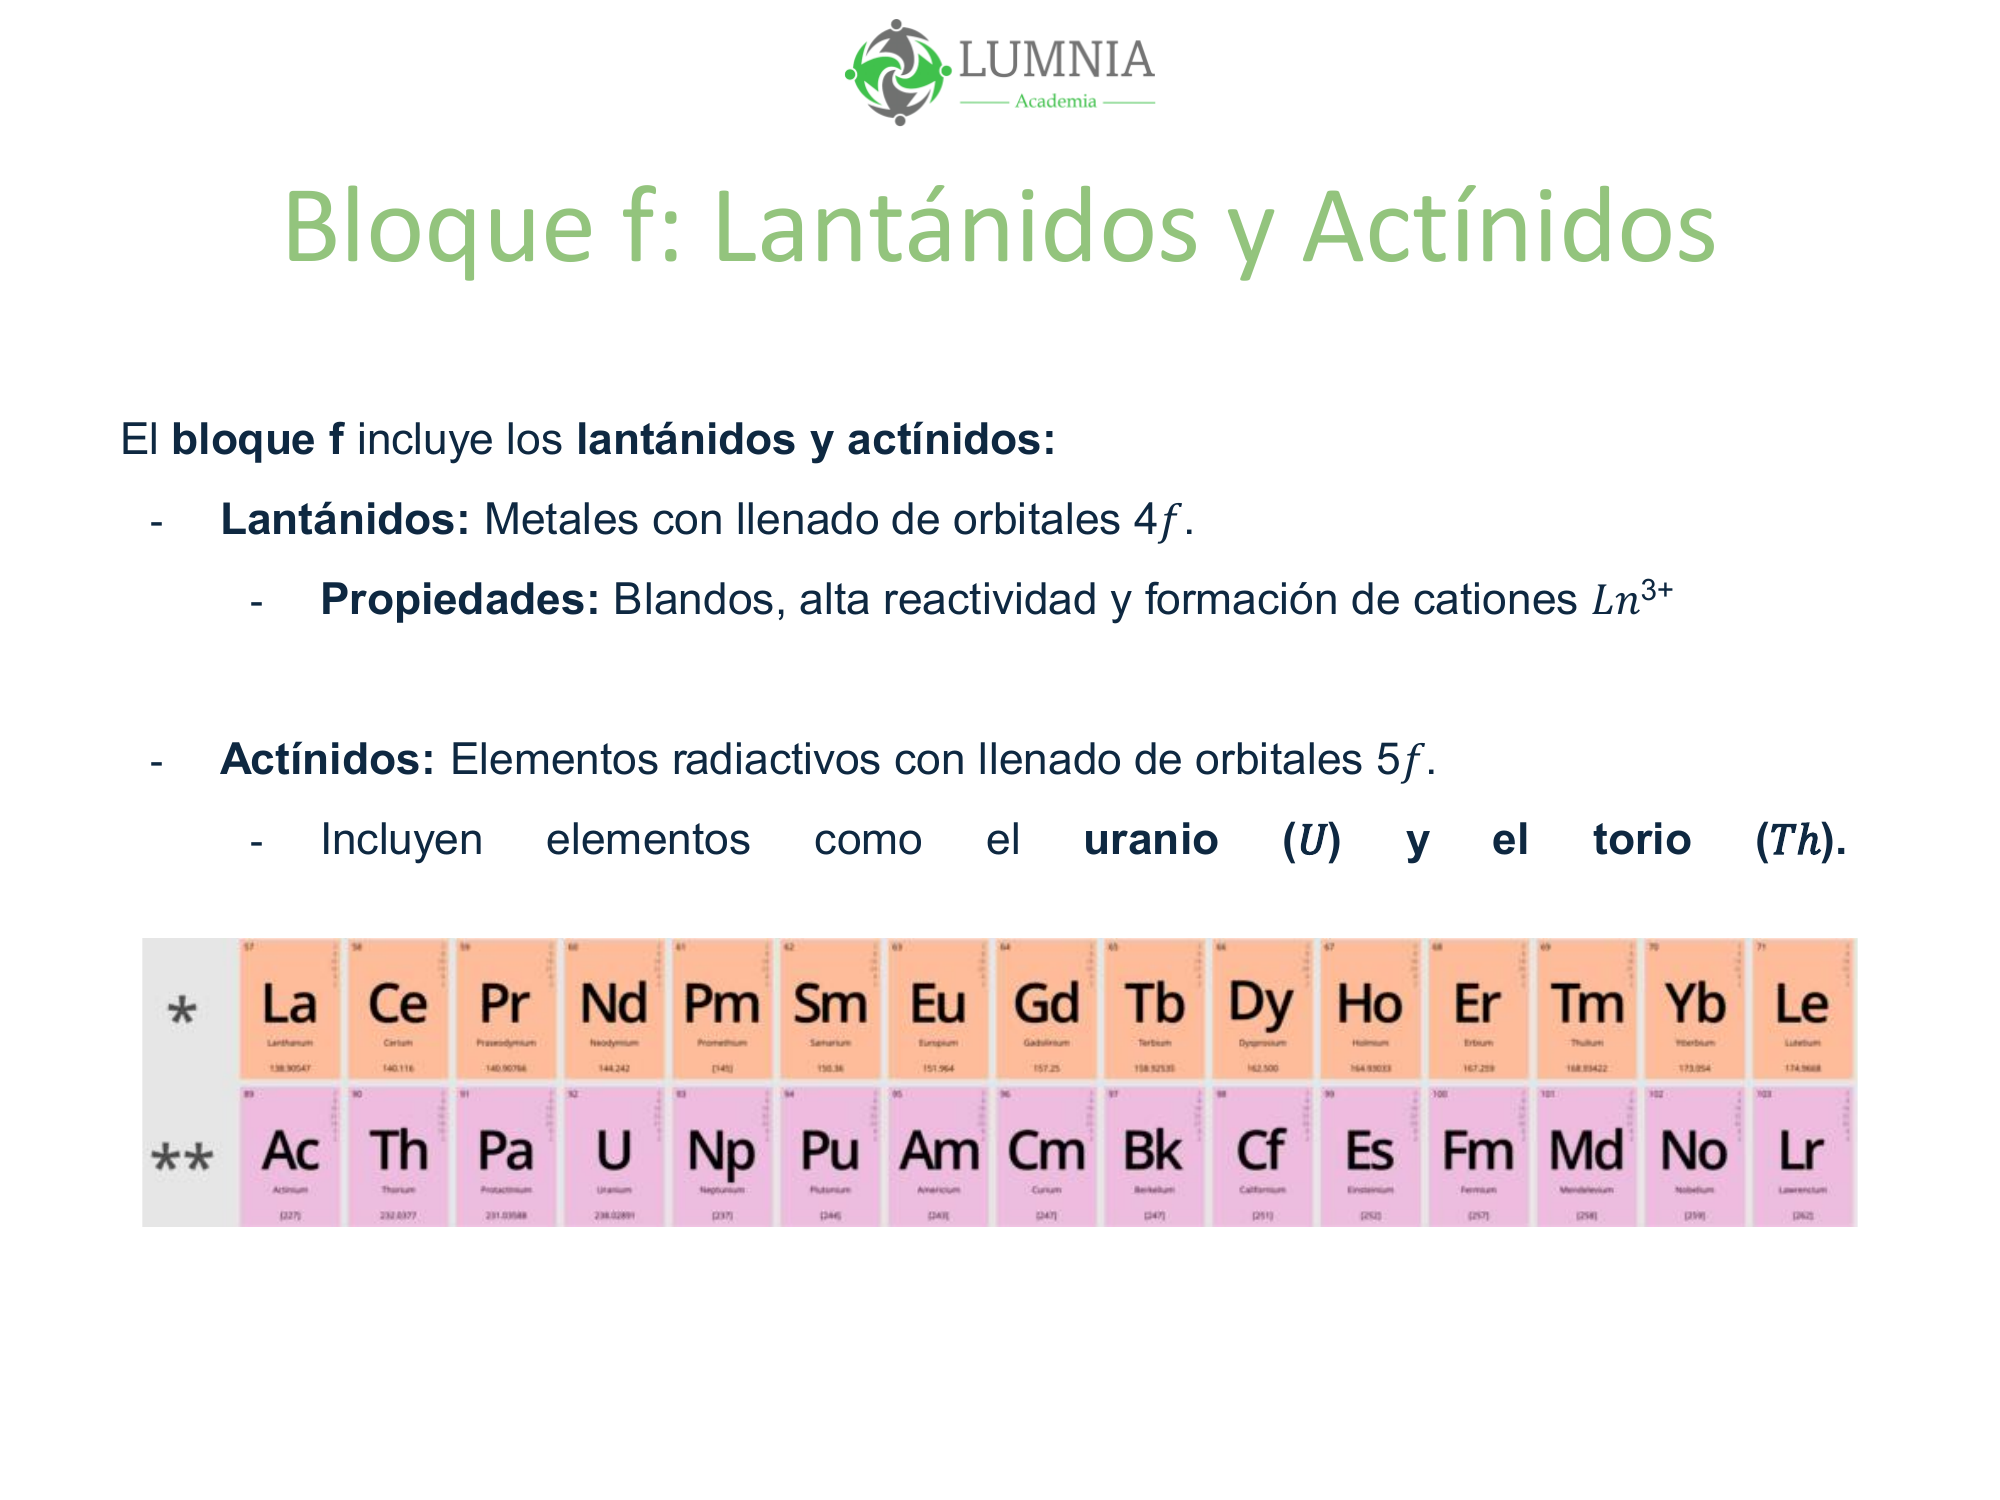 LUMNIA
Academia
Bloque f: Lantánidos y Actínidos
El bloque f incluye los lantánidos y actínidos:
- Lantánidos: Metales con llenado de orbitales 4f.
- Propiedades: Blandos, alta reactividad y formación de cationes Ln³⁺
- Actínidos: Elementos radiactivos con llenado de orbitales 5f.
- Incluyen elementos como el uranio (U) y el torio (Th).
57 58 59 60 61 62 63 64 65 66 67 68 69 70 71
* La Ce Pr Nd Pm Sm Eu Gd Tb Dy Ho Er Tm Yb Le
Lanthanum Cerium Praseodymium Neodymium Promethium Samarium Europium Gadolinium Terbium Dysprosium Holmium Erbium Thulium Ytterbium Lutetium
138.90547 140.116 140.90766 144.242 [145] 150.36 151.964 157.25 158.92535 162.500 164.93033 167.259 168.93422 173.054 174.9668
89 90 91 92 93 94 95 96 97 98 99 100 101 102 103
** Ac Th Pa U Np Pu Am Cm Bk Cf Es Fm Md No Lr
Actinium Thorium Protactinium Uranium Neptunium Plutonium Americium Curium Berkelium Californium Einsteinium Fermium Mendelevium Nobelium Lawrencium
[227] 232.0377 231.03588 238.02891 [237] [244] [243] [247] [247] [251] [252] [257] [258] [259] [262]